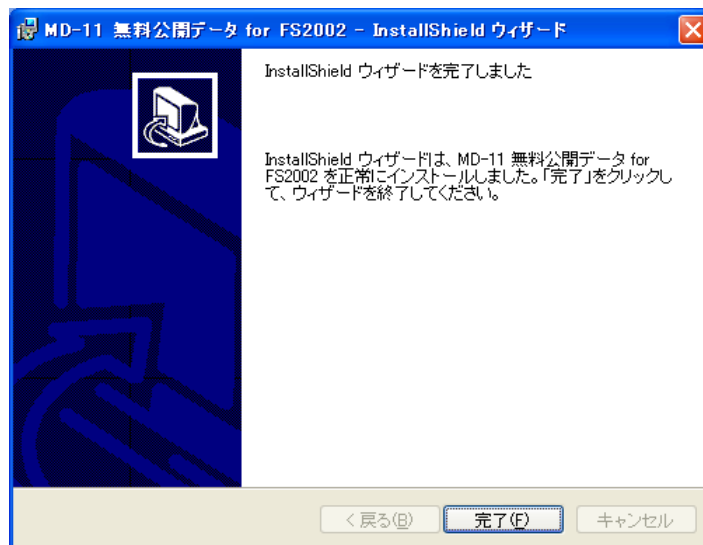 MD-11 無料公開データ for FS2002 - InstallShield ウィザード
InstallShield ウィザードを完了しました
InstallShield ウィザードは、MD-11 無料公開データ for
FS2002 を正常にインストールしました。「完了」をクリックし
て、ウィザードを終了してください。
< 戻る(B)
完了(F)
キャンセル